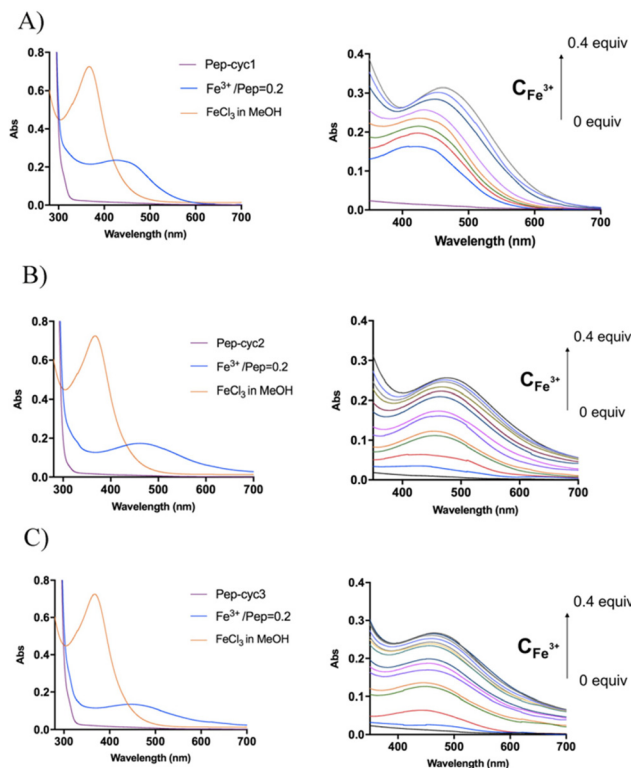 A)
0.8
0.6
0.4
0.2
0.0
Abs
300 400 500 600 700
Wavelength (nm)
Pep-cyc1
Fe³⁺/Pep=0.2
FeCl₃ in MeOH
0.4
0.3
0.2
0.1
0.0
Abs
400 500 600 700
Wavelength (nm)
0.4 equiv
C_Fe³⁺
0 equiv
B)
0.8
0.6
0.4
0.2
0.0
Abs
300 400 500 600 700
Wavelength (nm)
Pep-cyc2
Fe³⁺/Pep=0.2
FeCl₃ in MeOH
0.4
0.3
0.2
0.1
0.0
Abs
400 500 600 700
Wavelength (nm)
0.4 equiv
C_Fe³⁺
0 equiv
C)
0.8
0.6
0.4
0.2
0.0
Abs
300 400 500 600 700
Wavelength (nm)
Pep-cyc3
Fe³⁺/Pep=0.2
FeCl₃ in MeOH
0.4
0.3
0.2
0.1
0.0
Abs
400 500 600 700
Wavelength (nm)
0.4 equiv
C_Fe³⁺
0 equiv